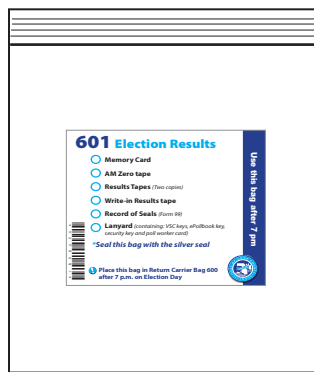 601 Election Results
Memory Card
AM Zero tape
Results Tapes (Two copies)
Write-in Results tape
Record of Seals (Form 99)
Lanyard (containing: VSC keys, ePollbook key,
security key and poll worker card)
*Seal this bag with the silver seal
Place this bag in Return Carrier Bag 600
after 7 p.m. on Election Day
Use this bag after 7 pm